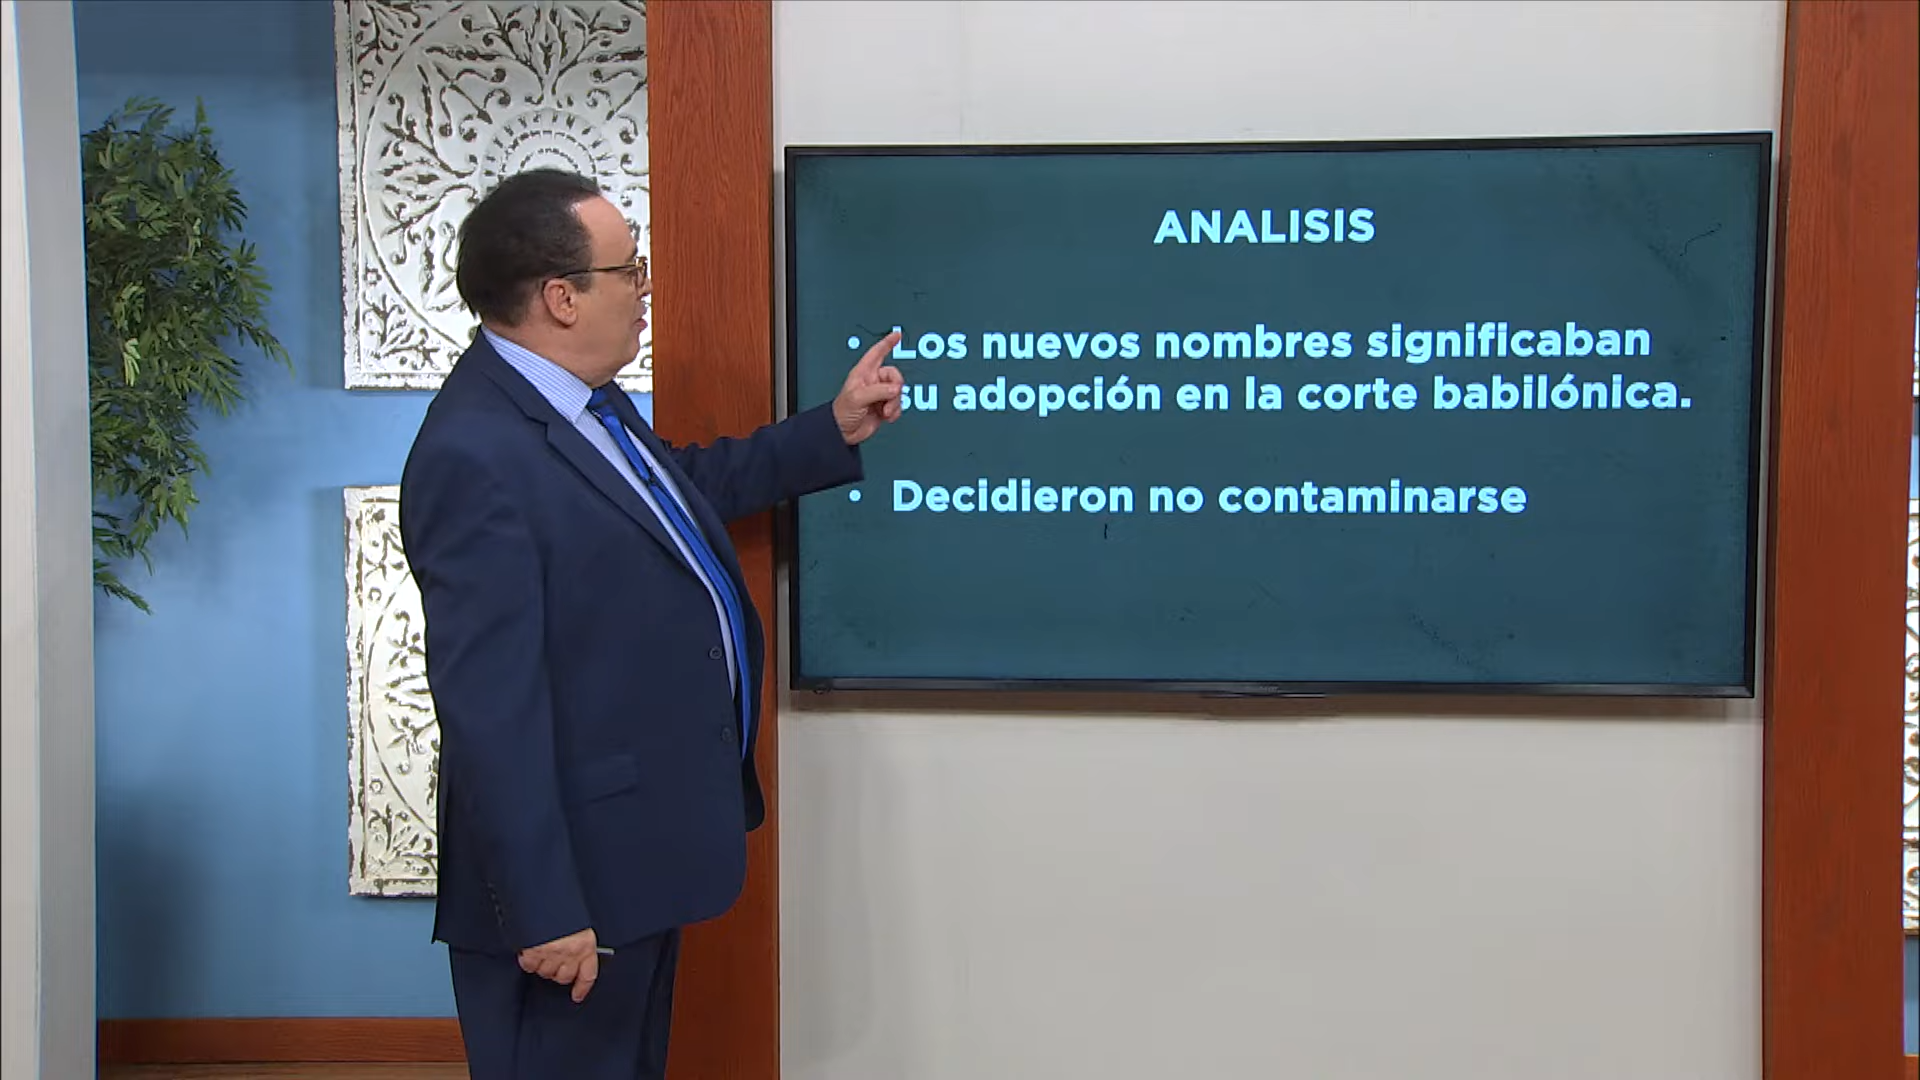 ANALISIS
• Los nuevos nombres significaban
su adopción en la corte babilónica.
• Decidieron no contaminarse